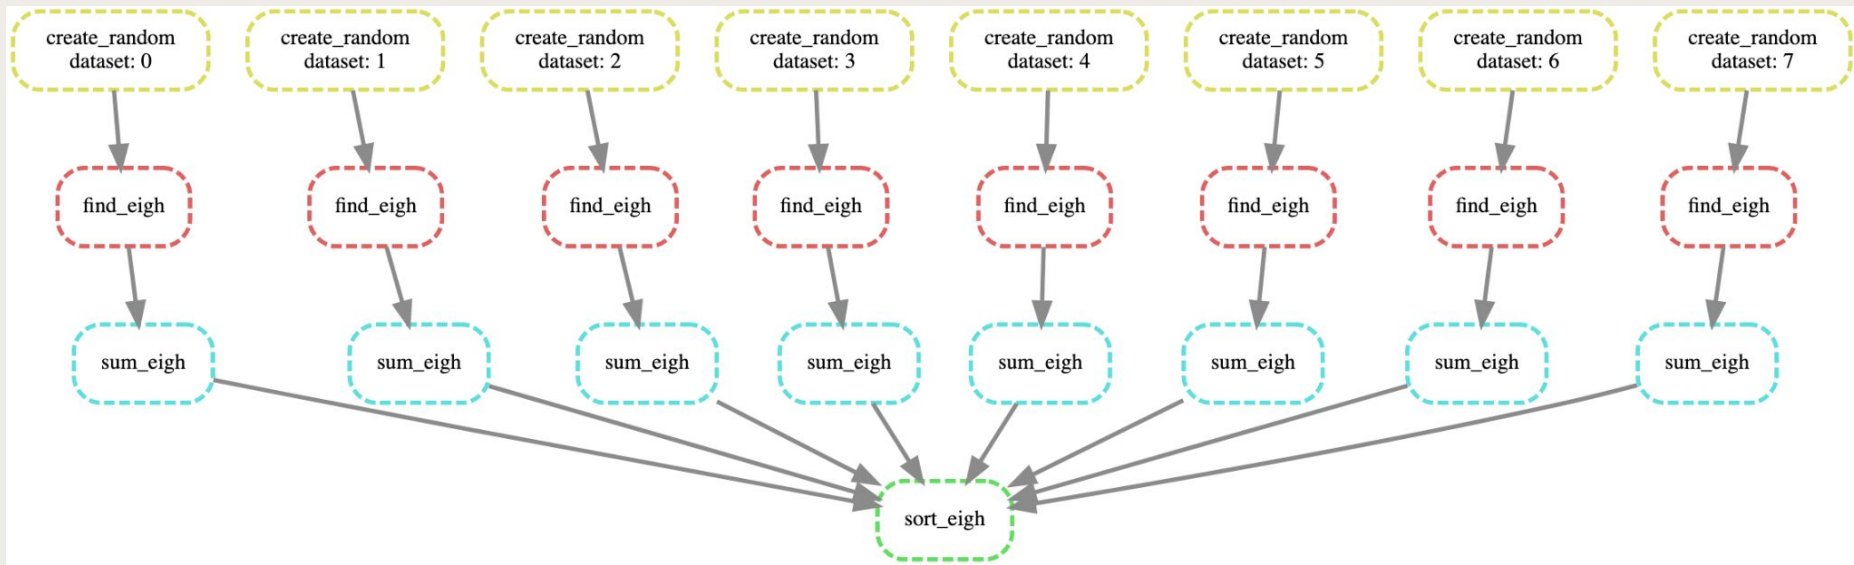 create_random
dataset: 0
create_random
dataset: 1
create_random
dataset: 2
create_random
dataset: 3
create_random
dataset: 4
create_random
dataset: 5
create_random
dataset: 6
create_random
dataset: 7
find_eigh
find_eigh
find_eigh
find_eigh
find_eigh
find_eigh
find_eigh
find_eigh
sum_eigh
sum_eigh
sum_eigh
sum_eigh
sum_eigh
sum_eigh
sum_eigh
sum_eigh
sort_eigh